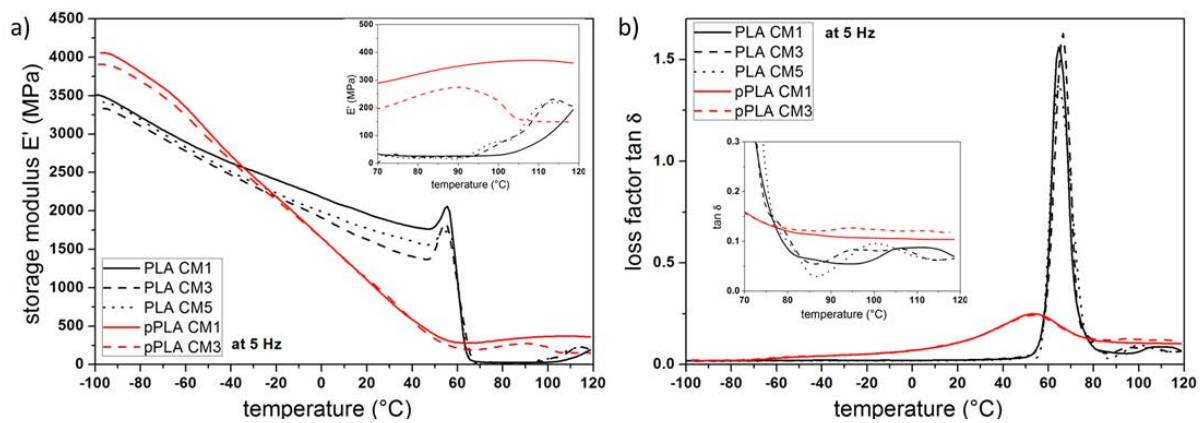 a)
storage modulus E' (MPa)
4500
4000
3500
3000
2500
2000
1500
1000
500
0
-100 -80 -60 -40 -20 0 20 40 60 80 100 120
temperature (°C)
PLA CM1
PLA CM3
PLA CM5
pPLA CM1
pPLA CM3
at 5 Hz
E' (MPa)
500
400
300
200
100
0
70 80 90 100 110 120
temperature (°C)
b)
loss factor tan δ
1.5
1.0
0.5
0.0
-100 -80 -60 -40 -20 0 20 40 60 80 100 120
temperature (°C)
PLA CM1
PLA CM3
PLA CM5
pPLA CM1
pPLA CM3
at 5 Hz
tan δ
0.3
0.2
0.1
0.0
70 80 90 100 110 120
temperature (°C)